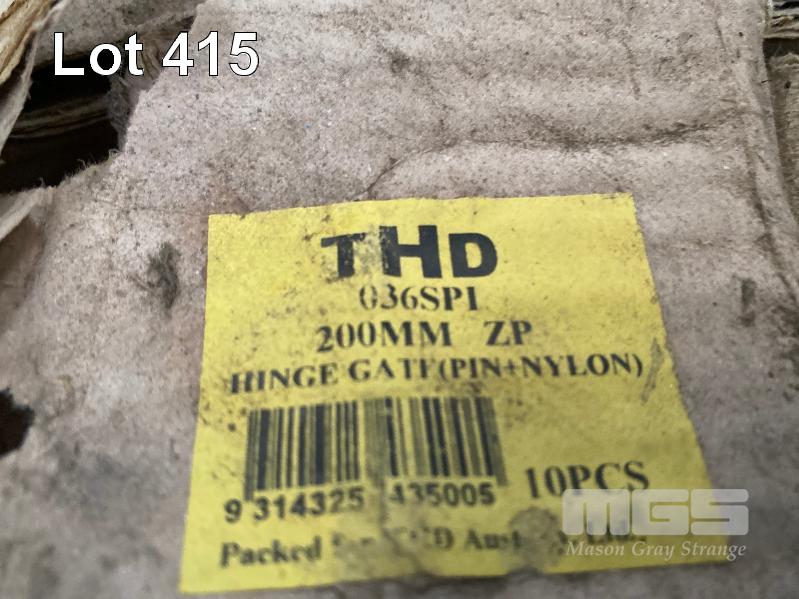 Lot 415
THD
036SPI
200MM ZP
HINGE GATE(PIN+NYLON)
9 314325 435005
10PCS
Packed
MGS
Mason Gray Strange